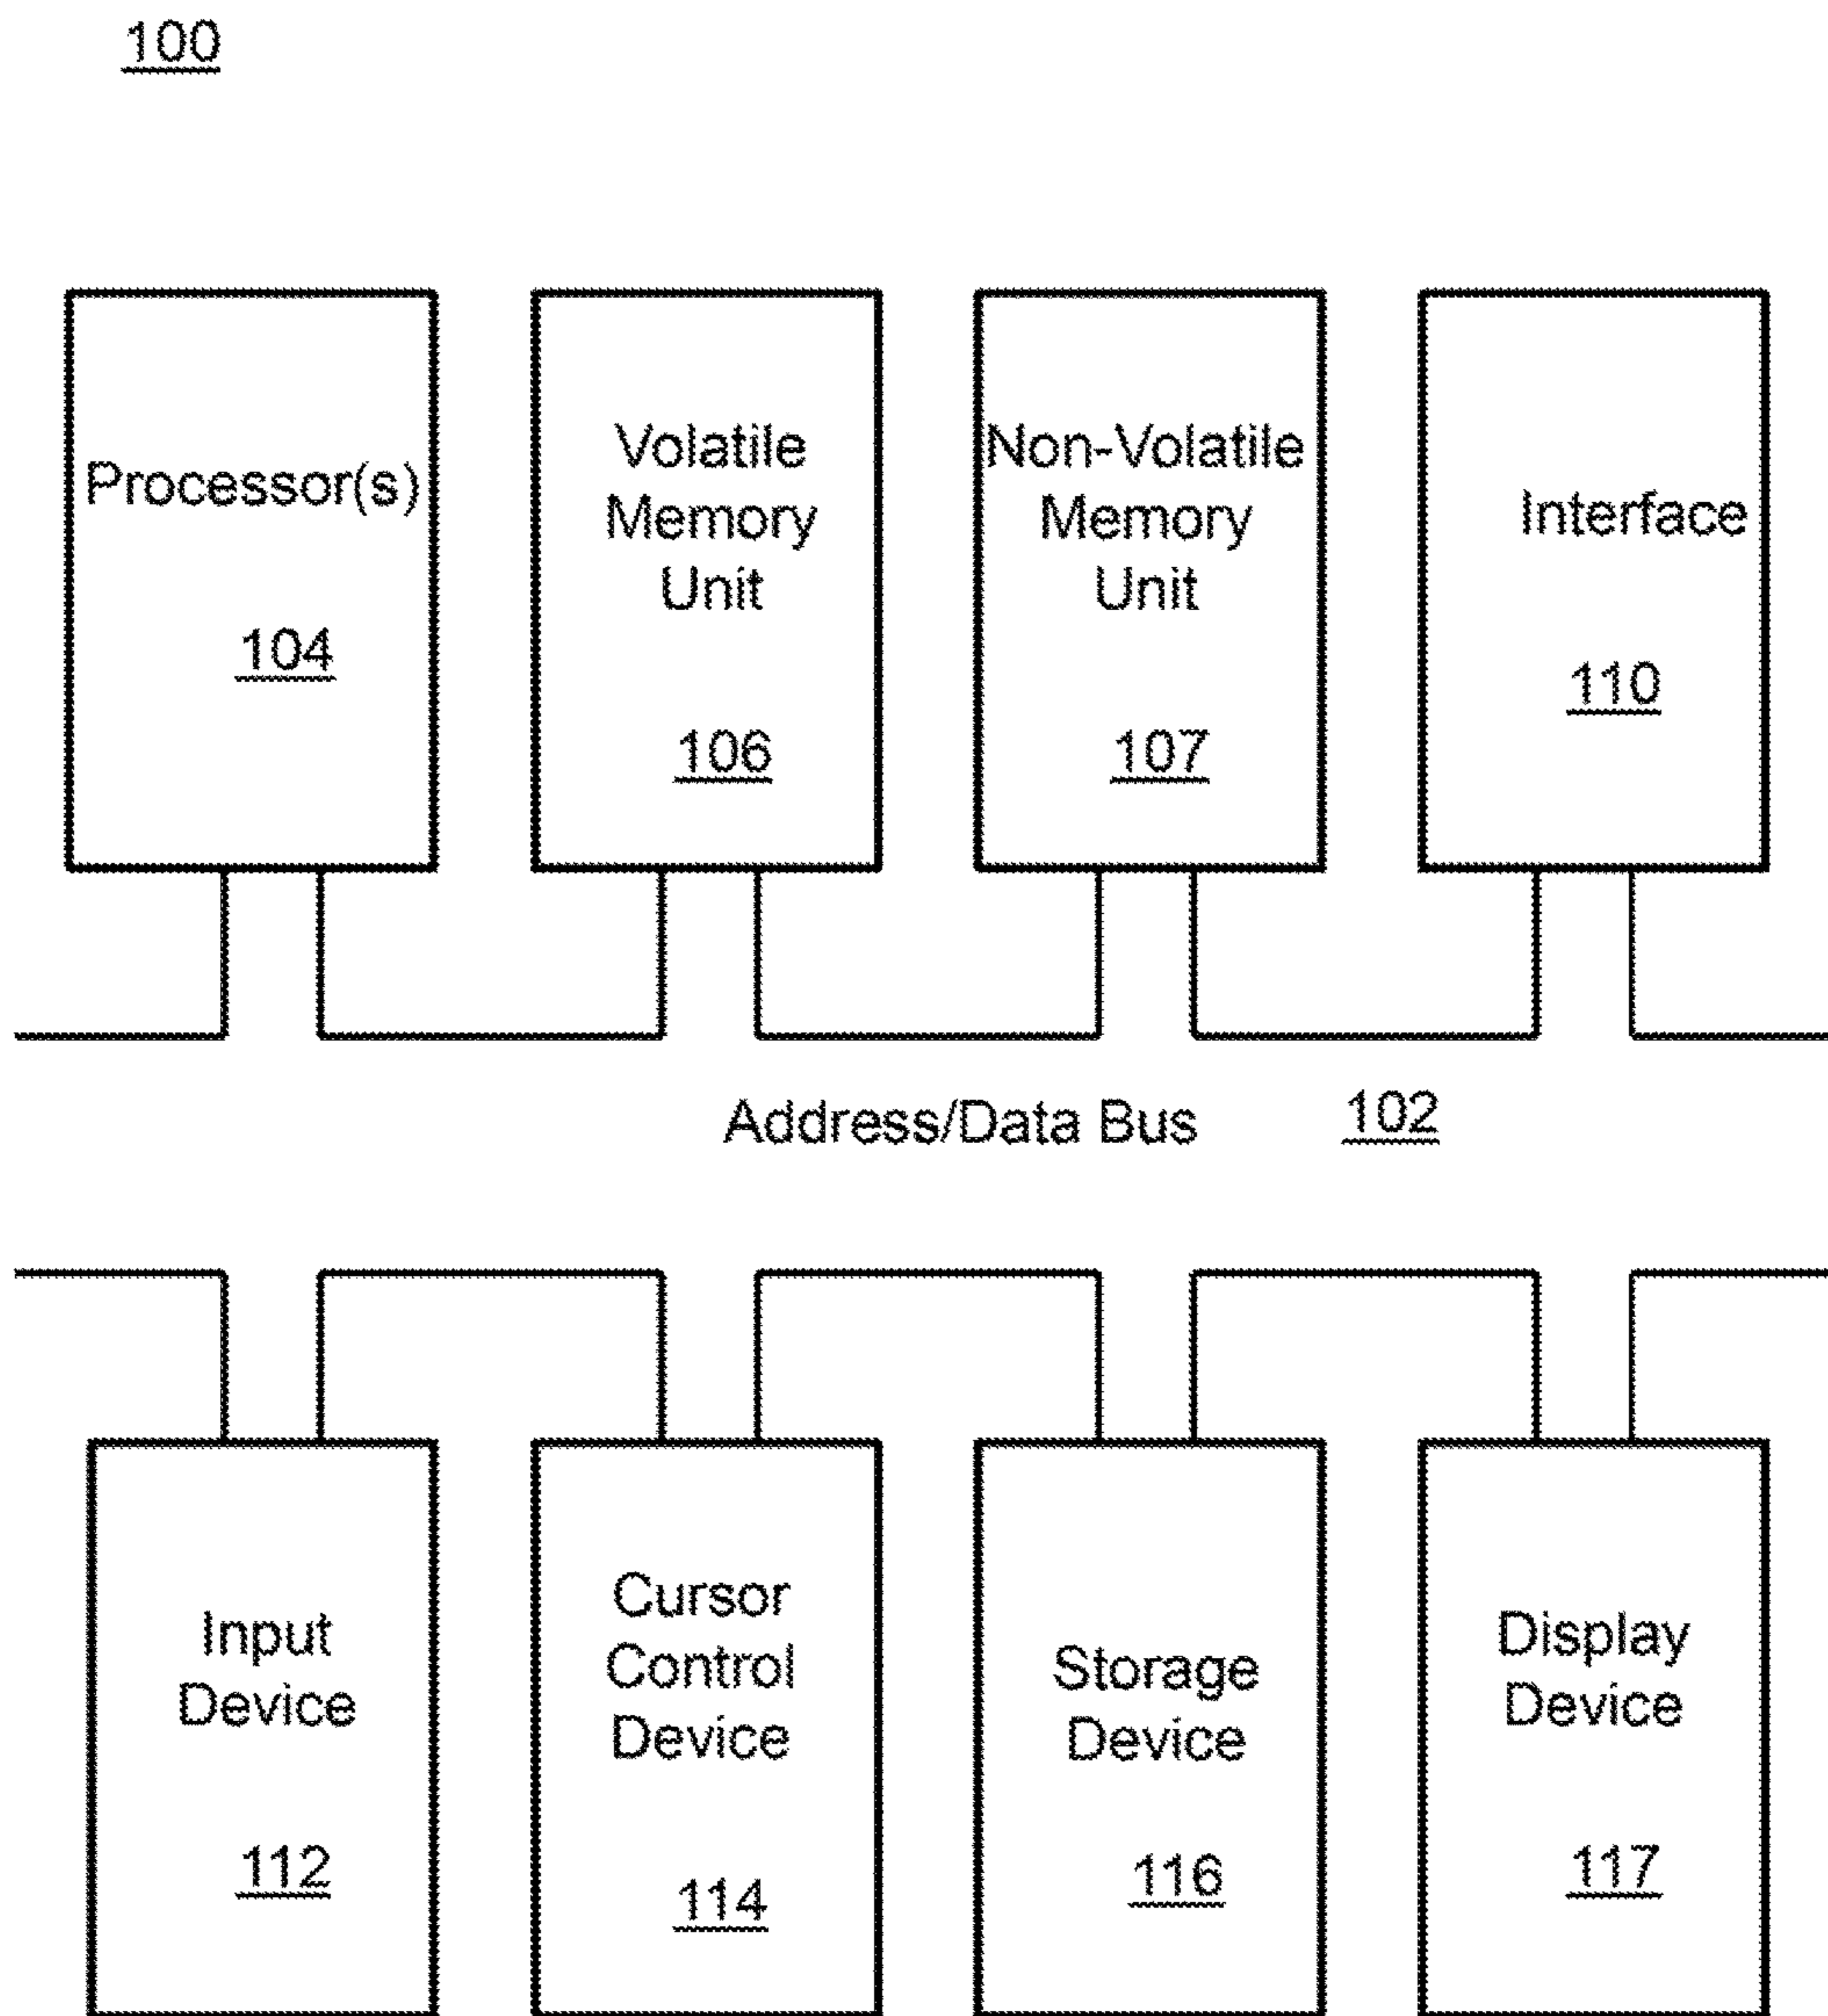 100
Processor(s)
104
Volatile
Memory
Unit
106
Non-Volatile
Memory
Unit
107
Interface
110
Address/Data Bus 102
Input
Device
112
Cursor
Control
Device
114
Storage
Device
116
Display
Device
117